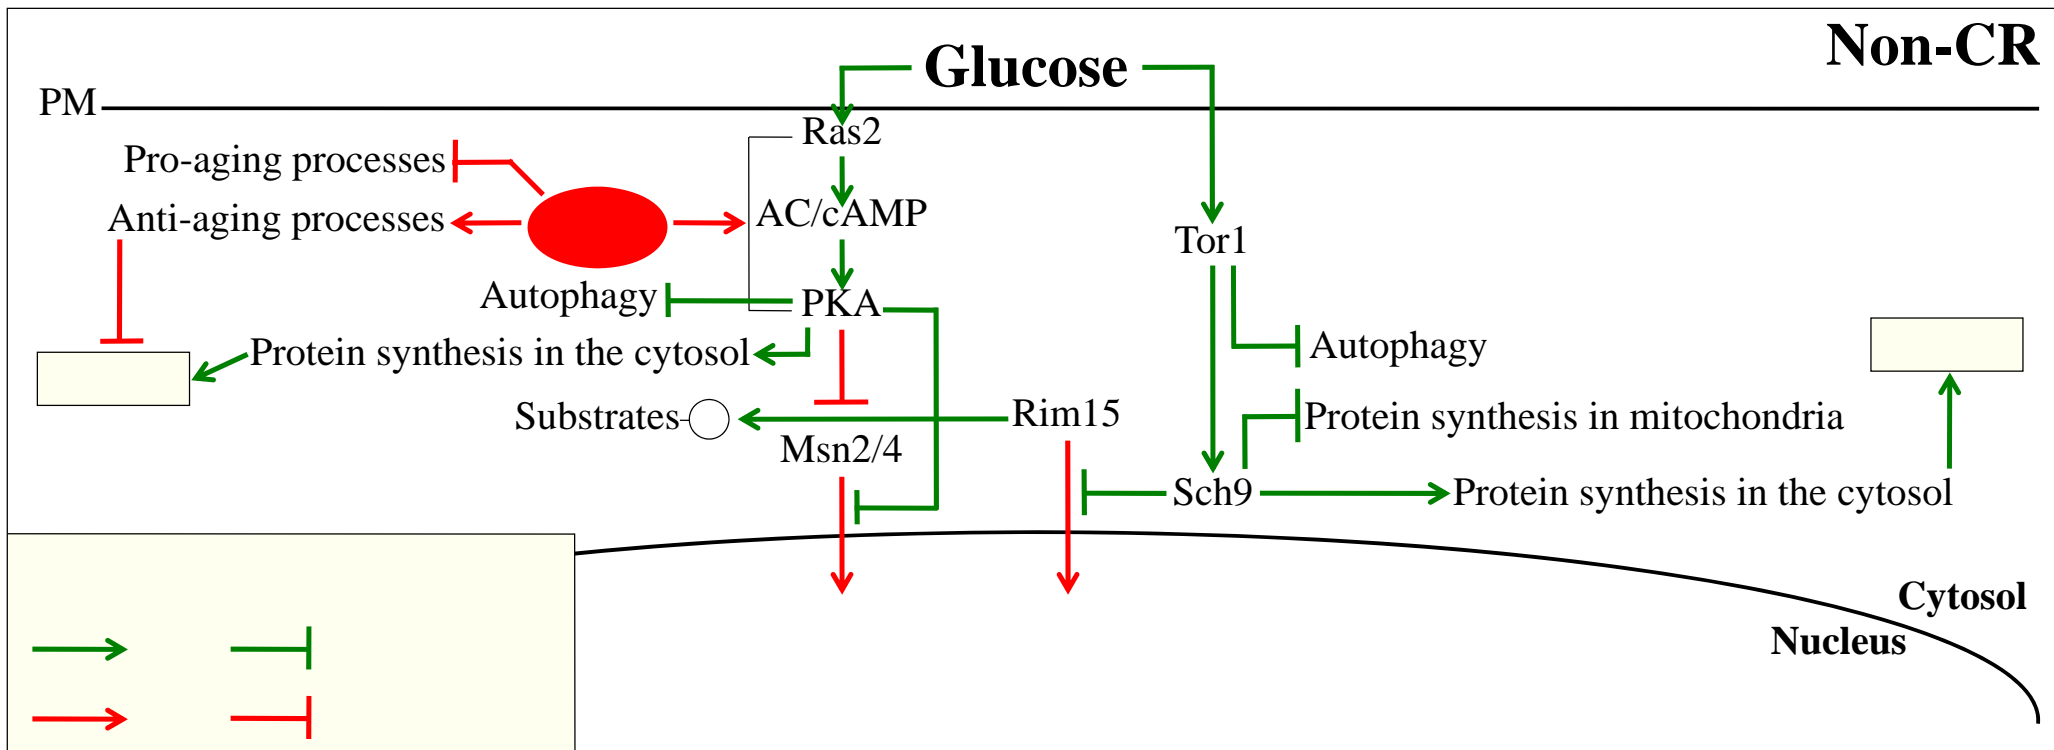 Non-CR
Glucose
PM
Ras2
Pro-aging processes
AC/cAMP
Anti-aging processes
Tor1
Autophagy
PKA
Protein synthesis in the cytosol
Autophagy
Substrates
Rim15
Protein synthesis in mitochondria
Msn2/4
Sch9
Protein synthesis in the cytosol
Cytosol
Nucleus